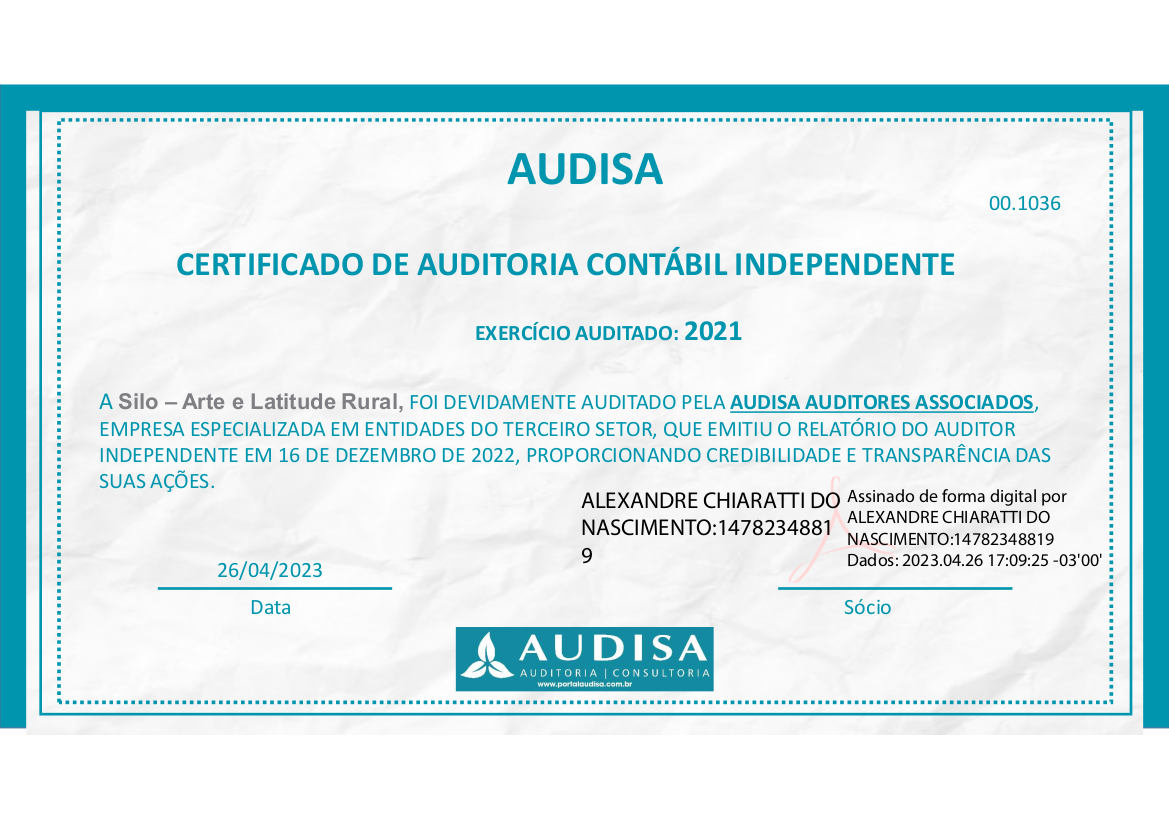 AUDISA
00.1036
CERTIFICADO DE AUDITORIA CONTÁBIL INDEPENDENTE
EXERCÍCIO AUDITADO: 2021
A Silo – Arte e Latitude Rural, FOI DEVIDAMENTE AUDITADO PELA AUDISA AUDITORES ASSOCIADOS,
EMPRESA ESPECIALIZADA EM ENTIDADES DO TERCEIRO SETOR, QUE EMITIU O RELATÓRIO DO AUDITOR
INDEPENDENTE EM 16 DE DEZEMBRO DE 2022, PROPORCIONANDO CREDIBILIDADE E TRANSPARÊNCIA DAS
SUAS AÇÕES.
ALEXANDRE CHIARATTI DO
NASCIMENTO:1478234881
9
Assinado de forma digital por
ALEXANDRE CHIARATTI DO
NASCIMENTO:14782348819
Dados: 2023.04.26 17:09:25 -03'00'
26/04/2023
Data
Sócio
AUDISA
AUDITORIA | CONSULTORIA
www.portalaudisa.com.br